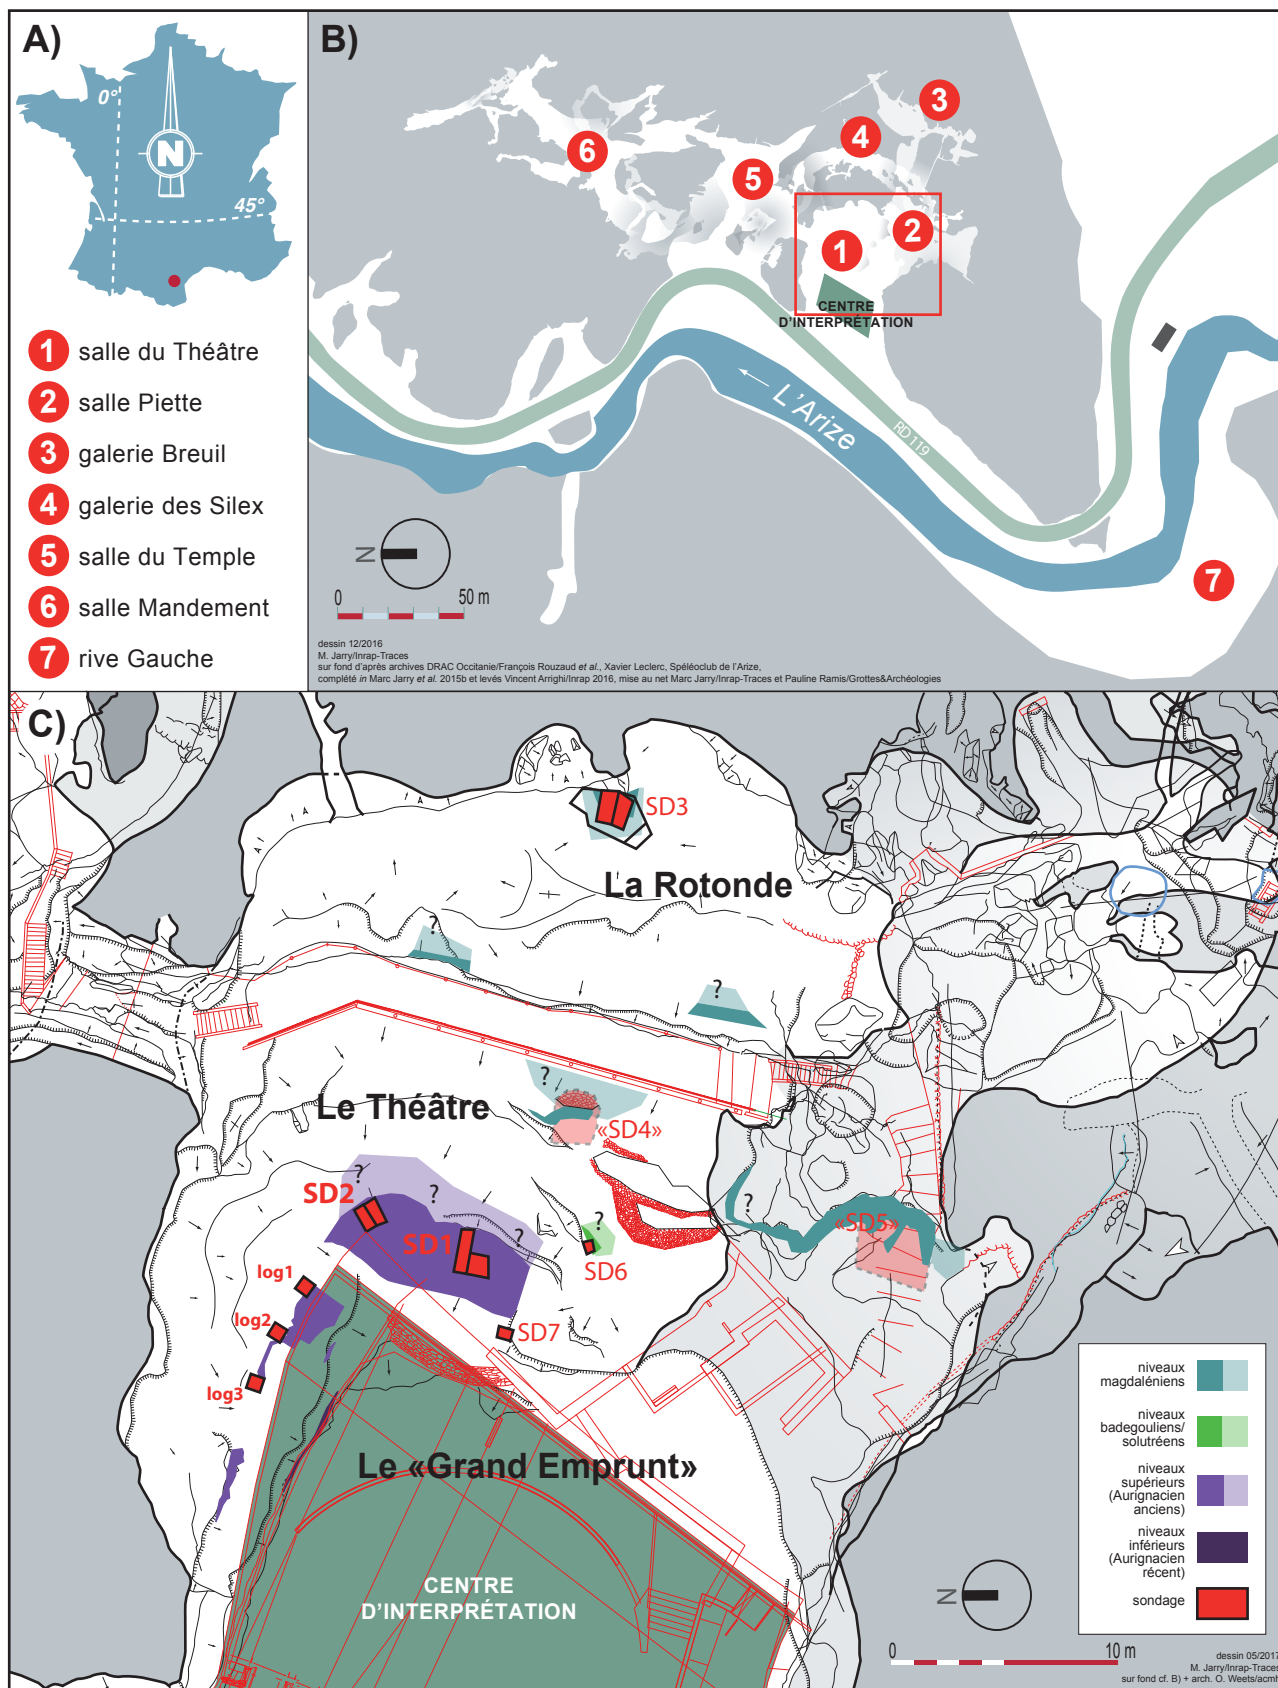 A)
0°
N
45°
1 salle du Théâtre
2 salle Piette
3 galerie Breuil
4 galerie des Silex
5 salle du Temple
6 salle Mandement
7 rive Gauche
B)
3
4
6
5
2
1
CENTRE
D'INTERPRÉTATION
L'Arize
RD 119
7
N
0
50 m
dessin 12/2016
M. Jarry/Inrap-Traces
sur fond d'après archives DRAC Occitanie/François Rouzaud et al., Xavier Leclerc, Spéléoclub de l'Arize,
complété in Marc Jarry et al. 2015b et levés Vincent Arrighi/Inrap 2016, mise au net Marc Jarry/Inrap-Traces et Pauline Ramis/Grottes&Archéologies
C)
SD3
La Rotonde
?
?
?
Le Théâtre
«SD4»
?
SD2
?
?
?
?
SD1
«SD5»
SD6
log1
log2
SD7
log3
Le «Grand Emprunt»
CENTRE
D'INTERPRÉTATION
niveaux
magdaléniens
niveaux
badegouliens/
solutréens
niveaux
supérieurs
(Aurignacien
anciens)
niveaux
inférieurs
(Aurignacien
récent)
sondage
N
0
10 m
dessin 05/2017
M. Jarry/Inrap-Traces
sur fond cf. B) + arch. O. Weets/acmh